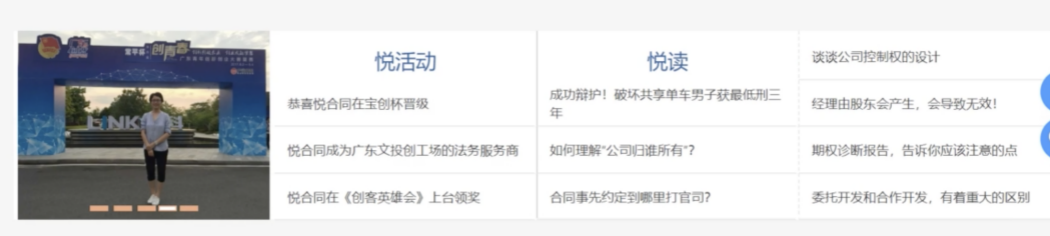 创青春
悦活动
恭喜悦合同在宝创杯晋级
悦合同成为广东文投创工场的法务服务商
悦合同在《创客英雄会》上台领奖
悦读
成功辩护！破坏共享单车男子获最低刑三
年
如何理解“公司归谁所有”？
合同事先约定到哪里打官司？
谈谈公司控制权的设计
经理由股东会产生，会导致无效！
期权诊断报告，告诉你应该注意的点
委托开发和合作开发，有着重大的区别